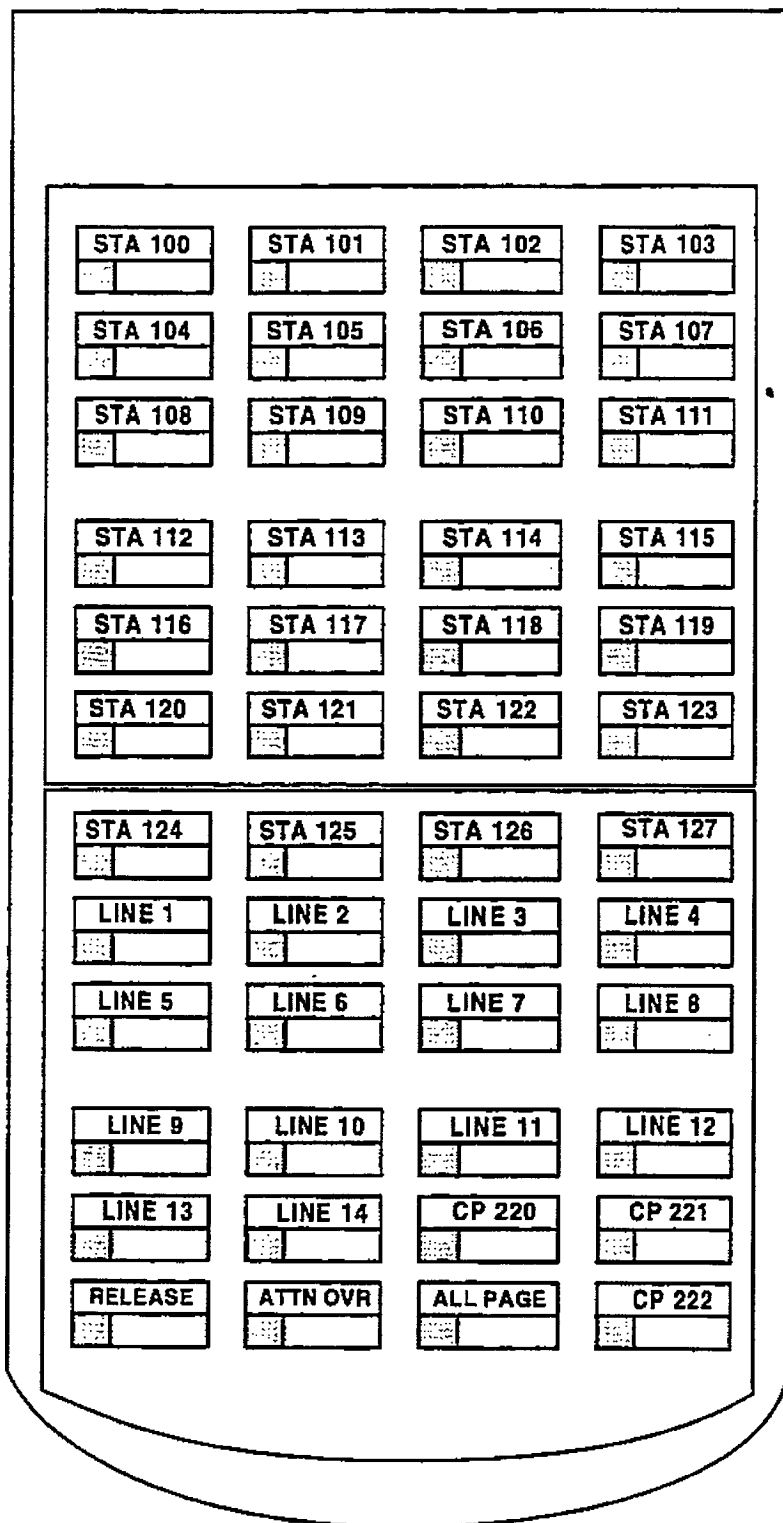 STA 100 STA 101 STA 102 STA 103
STA 104 STA 105 STA 106 STA 107
STA 108 STA 109 STA 110 STA 111
STA 112 STA 113 STA 114 STA 115
STA 116 STA 117 STA 118 STA 119
STA 120 STA 121 STA 122 STA 123
STA 124 STA 125 STA 126 STA 127
LINE 1 LINE 2 LINE 3 LINE 4
LINE 5 LINE 6 LINE 7 LINE 8
LINE 9 LINE 10 LINE 11 LINE 12
LINE 13 LINE 14 CP 220 CP 221
RELEASE ATTN OVR ALL PAGE CP 222